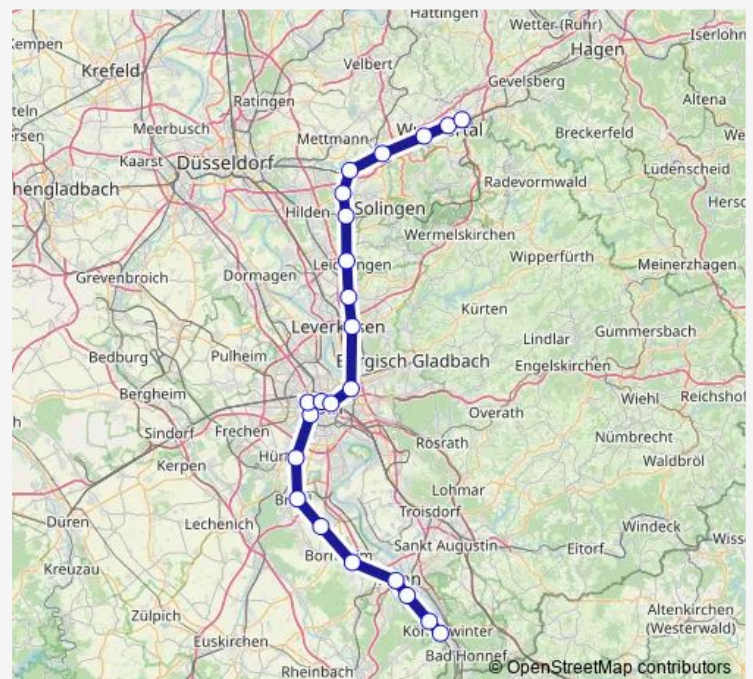 Hattingen
Wetter (Ruhr)
Iserlohn
Kempen
Krefeld
Velbert
Hagen
Gevelsberg
Ratingen
Altena
Meerbusch
Mettmann
Breckerfeld
Kaarst
Düsseldorf
Lüdenscheid
hengladbach
Radevormwald
Hilden
Solingen
Wermelskirchen
Wipperfürth
Meinerzhagen
Grevenbroich
Dormagen
Kürten
Gummersbach
Lindlar
Bedburg
Pulheim
Engelskirchen
Bergheim
Wiehl
Reichshof
Overath
Sindorf
Frechen
Rösrath
Nümbrecht
Kerpen
Waldbröl
Lohmar
Troisdorf
Düren
Lechenich
Windeck
Sankt Augustin
Eitorf
Kreuzau
Zülpich
Altenkirchen
(Westerwald)
Euskirchen
Bad Honnef
Rheinbach
© OpenStreetMap contributors